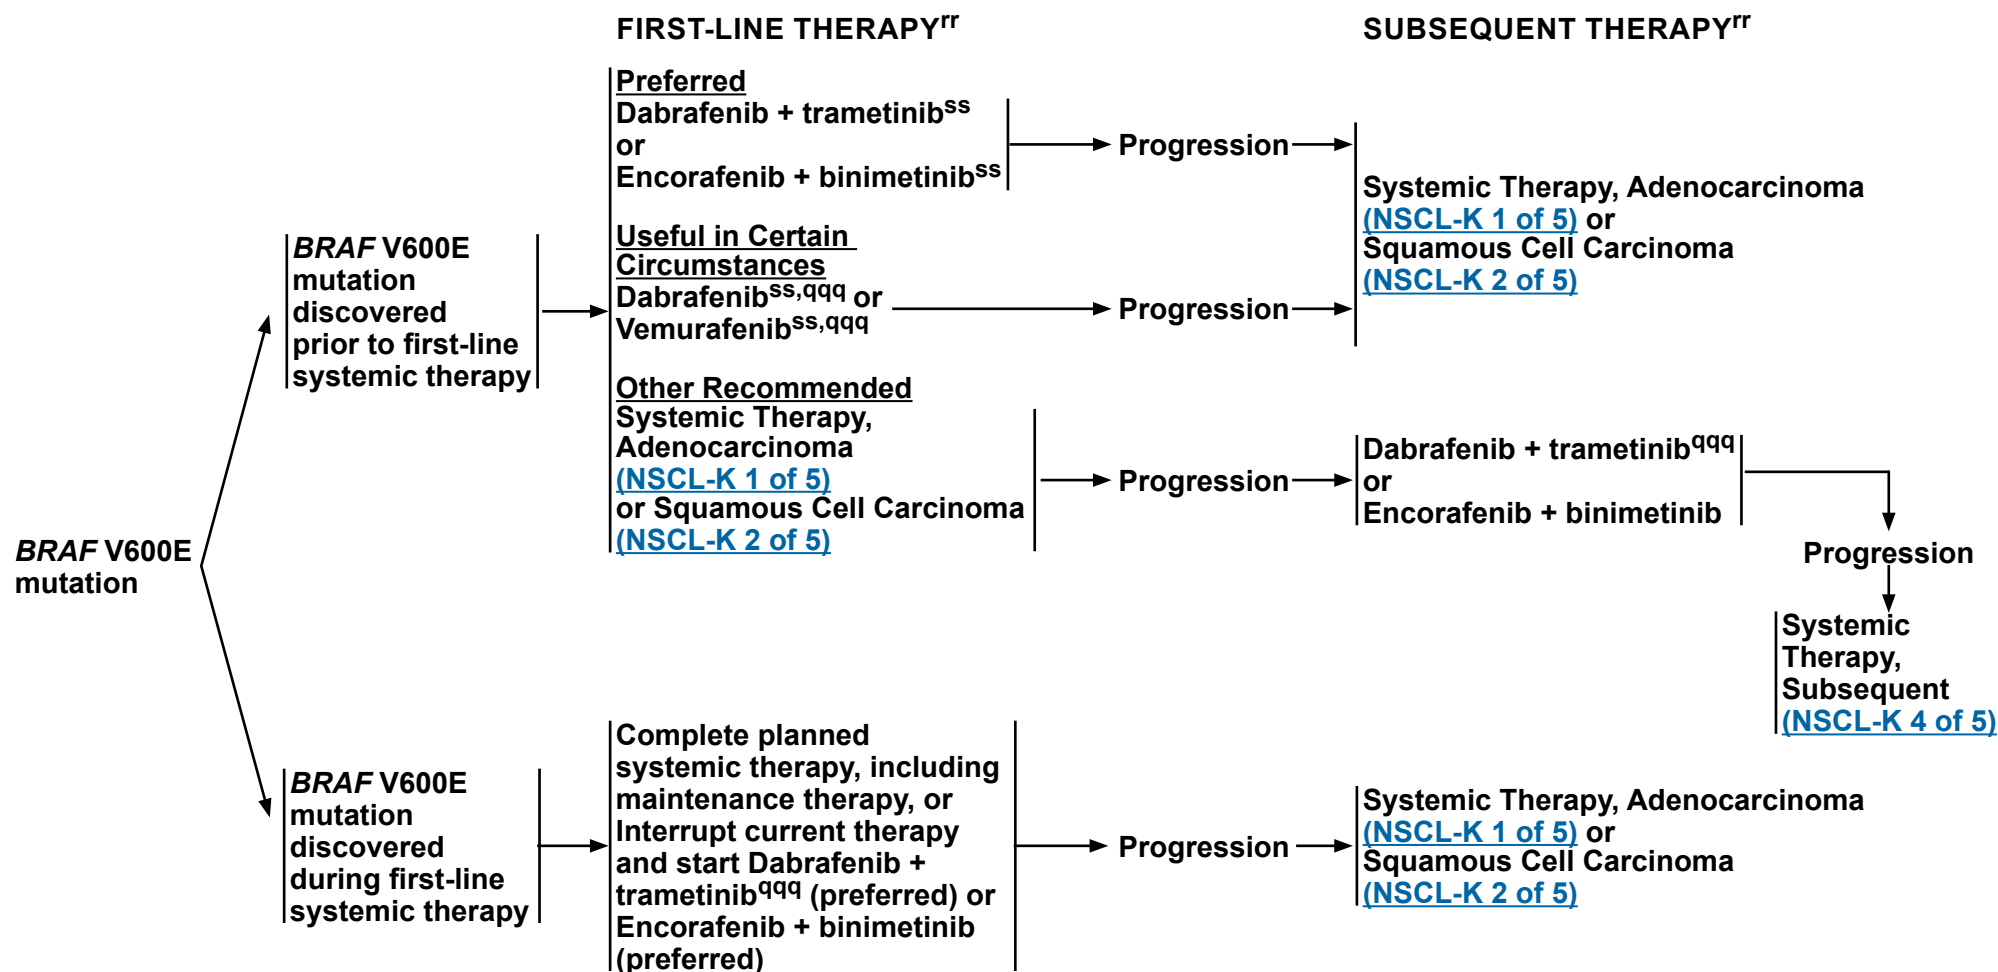 FIRST-LINE THERAPYrr
SUBSEQUENT THERAPYrr
BRAF V600E
mutation
BRAF V600E
mutation
discovered
prior to first-line
systemic therapy
Preferred
Dabrafenib + trametinibss
or
Encorafenib + binimetinibss
Progression
Useful in Certain
Circumstances
Dabrafenibss,qqq or
Vemurafenibss,qqq
Progression
Systemic Therapy, Adenocarcinoma
(NSCL-K 1 of 5) or
Squamous Cell Carcinoma
(NSCL-K 2 of 5)
Other Recommended
Systemic Therapy,
Adenocarcinoma
(NSCL-K 1 of 5)
or Squamous Cell Carcinoma
(NSCL-K 2 of 5)
Progression
Dabrafenib + trametinibqqq
or
Encorafenib + binimetinib
Progression
Systemic
Therapy,
Subsequent
(NSCL-K 4 of 5)
BRAF V600E
mutation
discovered
during first-line
systemic therapy
Complete planned
systemic therapy, including
maintenance therapy, or
Interrupt current therapy
and start Dabrafenib +
trametinibqqq (preferred) or
Encorafenib + binimetinib
(preferred)
Progression
Systemic Therapy, Adenocarcinoma
(NSCL-K 1 of 5) or
Squamous Cell Carcinoma
(NSCL-K 2 of 5)